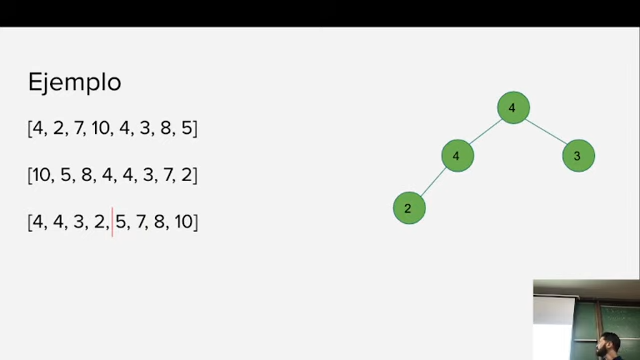 Ejemplo
[4, 2, 7, 10, 4, 3, 8, 5]
[10, 5, 8, 4, 4, 3, 7, 2]
[4, 4, 3, 2, 5, 7, 8, 10]
4
4
3
2